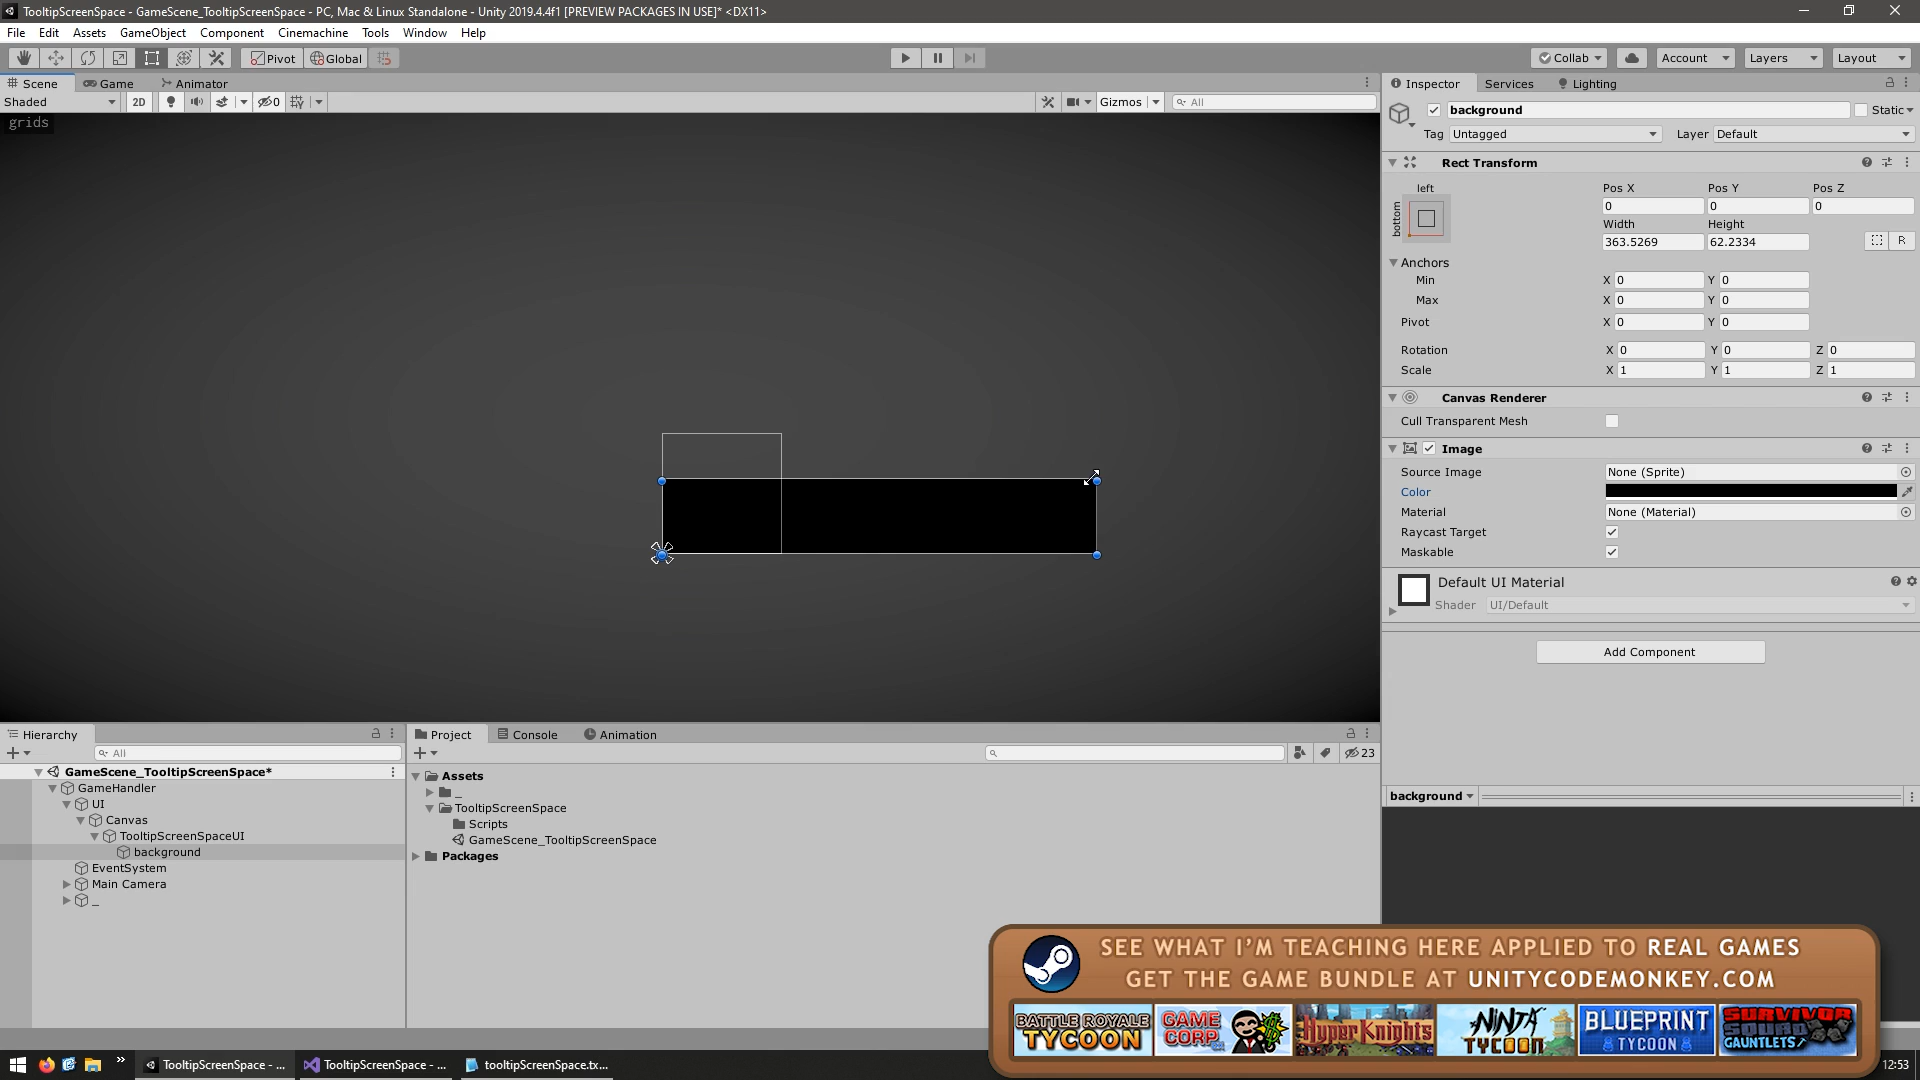 TooltipScreenSpace - GameScene_TooltipScreenSpace - PC, Mac & Linux Standalone - Unity 2019.4.4f1 [PREVIEW PACKAGES IN USE]* <DX11>
File Edit Assets GameObject Component Cinemachine Tools Window Help
Pivot Global Collab Account Layers Layout
Scene Game Animator
Shaded 2D 0 Gizmos All
grids
Inspector Services Lighting
background Static
Tag Untagged Layer Default
Rect Transform
left
bottom
Pos X Pos Y Pos Z
0 0 0
Width Height
363.5269 62.2334 R
Anchors
Min X 0 Y 0
Max X 0 Y 0
Pivot X 0 Y 0
Rotation X 0 Y 0 Z 0
Scale X 1 Y 1 Z 1
Canvas Renderer
Cull Transparent Mesh
Image
Source Image None (Sprite)
Color
Material None (Material)
Raycast Target
Maskable
Default UI Material
Shader UI/Default
Add Component
background
Hierarchy
All
GameScene_TooltipScreenSpace*
GameHandler
UI
Canvas
TooltipScreenSpaceUI
background
EventSystem
Main Camera
_
Project Console Animation
23
Assets
_
TooltipScreenSpace
Scripts
GameScene_TooltipScreenSpace
Packages
SEE WHAT I'M TEACHING HERE APPLIED TO REAL GAMES
GET THE GAME BUNDLE AT UNITYCODEMONKEY.COM
BATTLE ROYALE TYCOON
GAME CORP
HYPER KNIGHTS
NINJA TYCOON
BLUEPRINT TYCOON
SURVIVOR SQUAD GAUNTLETS
TooltipScreenSpace - ... TooltipScreenSpace - ... tooltipScreenSpace.tx... 12:53